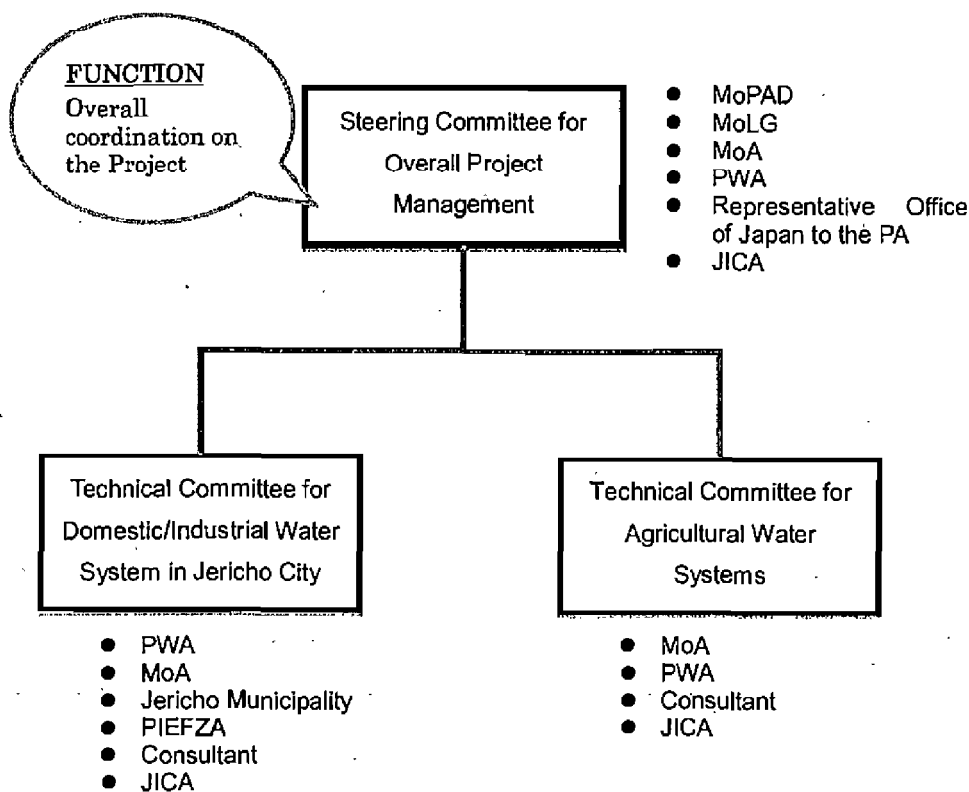 FUNCTION
Overall
coordination on
the Project
Steering Committee for
Overall Project
Management
● MoPAD
● MoLG
● MoA
● PWA
● Representative Office
of Japan to the PA
● JICA
Technical Committee for
Domestic/Industrial Water
System in Jericho City
● PWA
● MoA
● Jericho Municipality
● PIEFZA
● Consultant
● JICA
Technical Committee for
Agricultural Water
Systems
● MoA
● PWA
● Consultant
● JICA